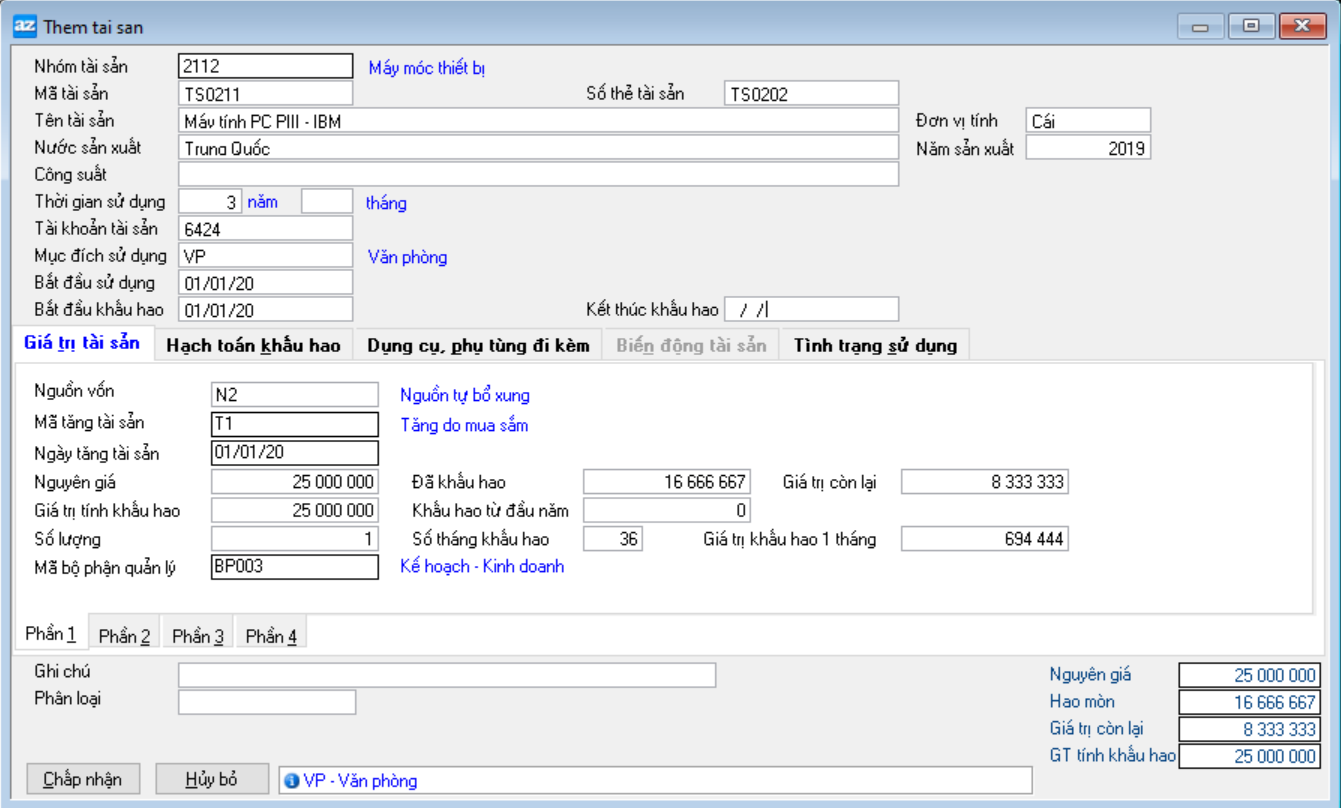 az Them tai san
Nhóm tài sản 2112 Máy móc thiết bị
Mã tài sản TS0211 Số thẻ tài sản TS0202
Tên tài sản Máy tính PC PIII - IBM Đơn vị tính Cái
Nước sản xuất Trung Quốc Năm sản xuất 2019
Công suất
Thời gian sử dụng 3 năm tháng
Tài khoản tài sản 6424
Mục đích sử dụng VP Văn phòng
Bắt đầu sử dụng 01/01/20
Bắt đầu khấu hao 01/01/20 Kết thúc khấu hao / /
Giá trị tài sản Hạch toán khấu hao Dụng cụ, phụ tùng đi kèm Biến động tài sản Tình trạng sử dụng
Nguồn vốn N2 Nguồn tự bổ xung
Mã tăng tài sản T1 Tăng do mua sắm
Ngày tăng tài sản 01/01/20
Nguyên giá 25 000 000 Đã khấu hao 16 666 667 Giá trị còn lại 8 333 333
Giá trị tính khấu hao 25 000 000 Khấu hao từ đầu năm 0
Số lượng 1 Số tháng khấu hao 36 Giá trị khấu hao 1 tháng 694 444
Mã bộ phận quản lý BP003 Kế hoạch - Kinh doanh
Phần 1 Phần 2 Phần 3 Phần 4
Ghi chú Nguyên giá 25 000 000
Phân loại Hao mòn 16 666 667
Giá trị còn lại 8 333 333
GT tính khấu hao 25 000 000
Chấp nhận Hủy bỏ VP - Văn phòng